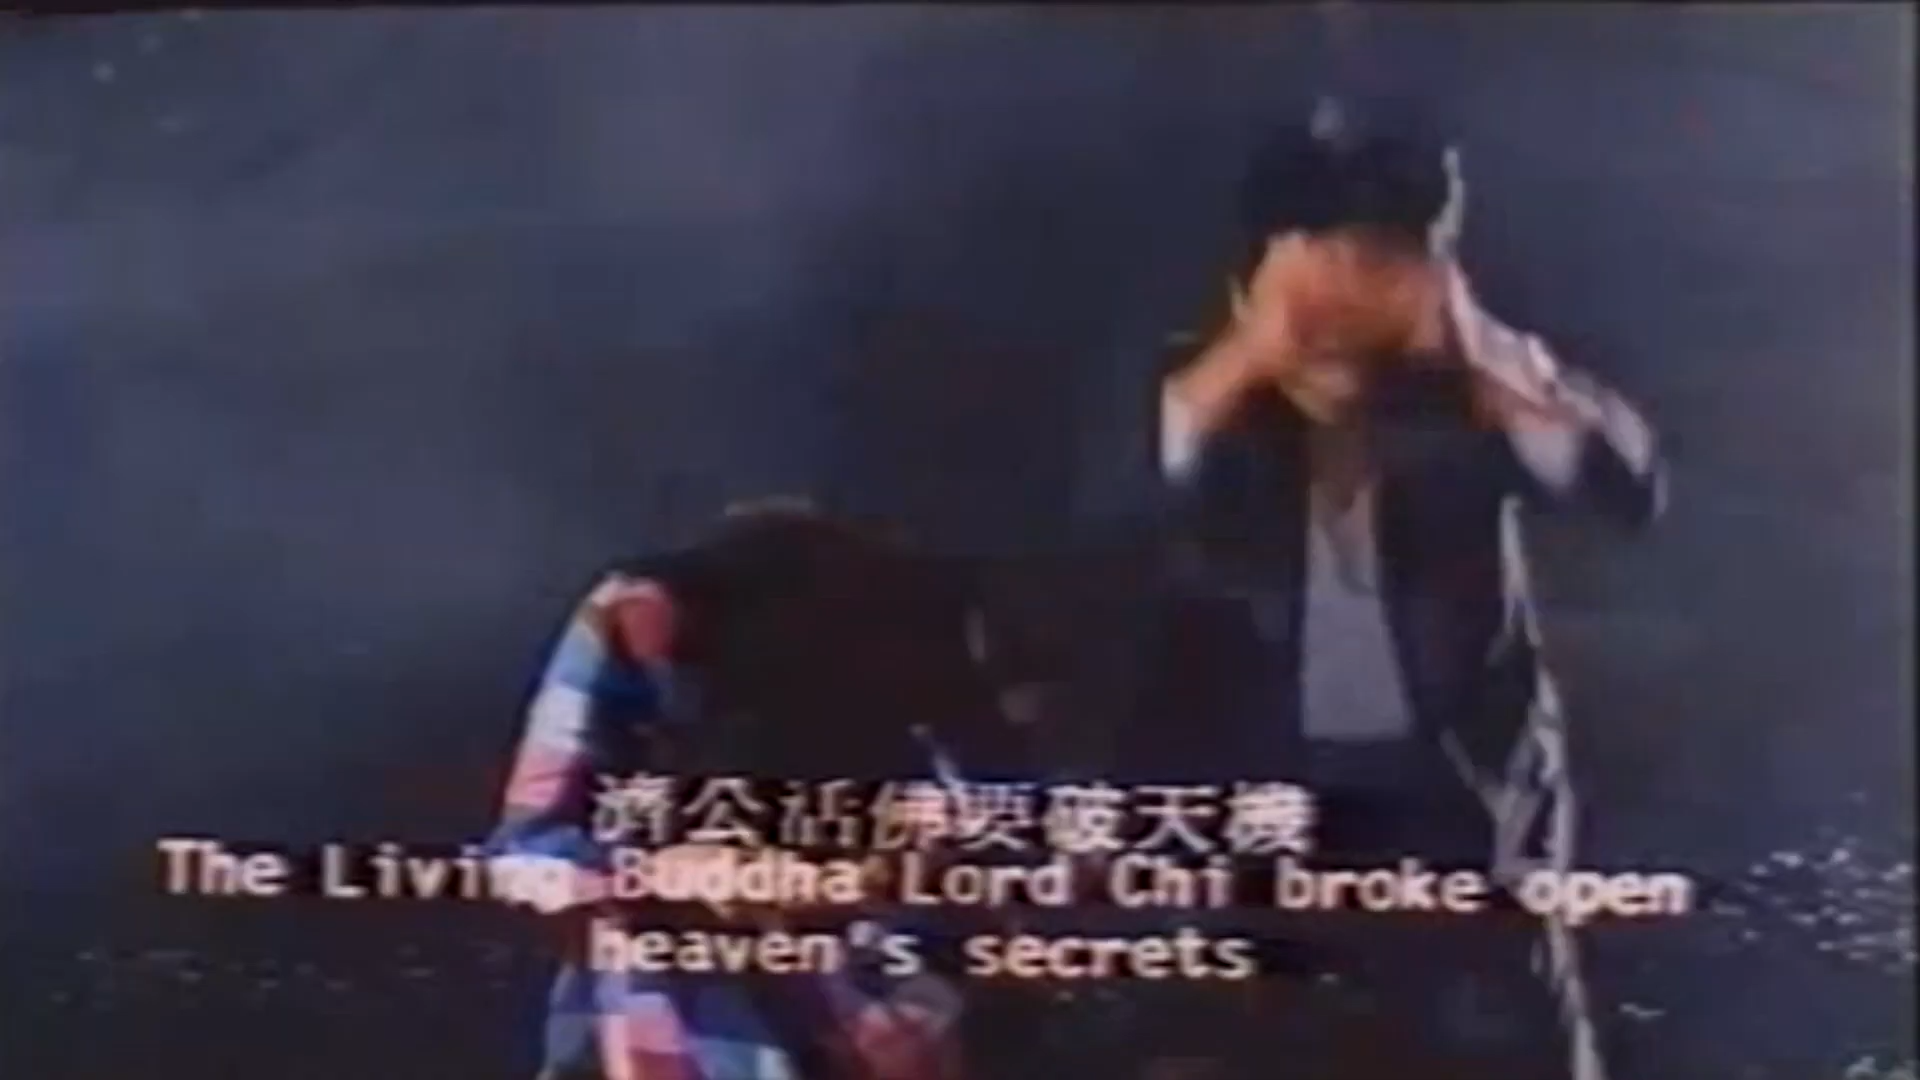 濟公活佛要破天機
The Living Buddha Lord Chi broke open
heaven's secrets